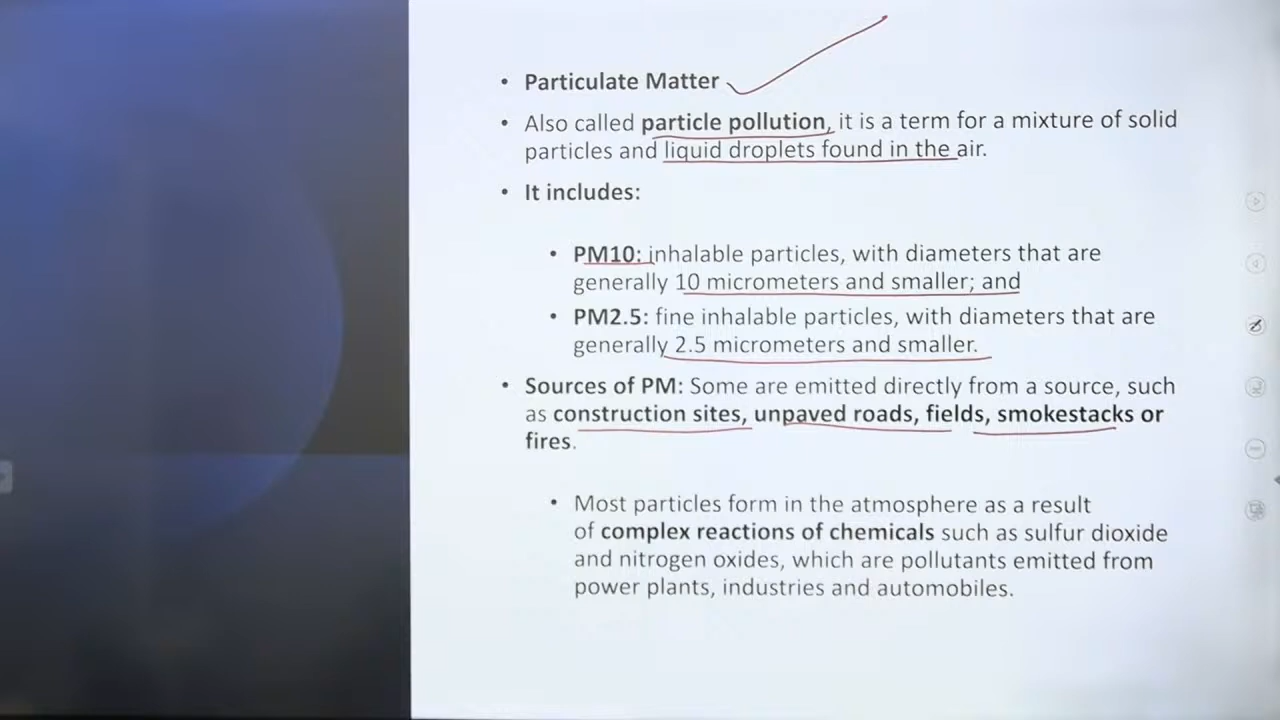 • Particulate Matter
• Also called particle pollution, it is a term for a mixture of solid
particles and liquid droplets found in the air.
• It includes:
• PM10: inhalable particles, with diameters that are
generally 10 micrometers and smaller; and
• PM2.5: fine inhalable particles, with diameters that are
generally 2.5 micrometers and smaller.
• Sources of PM: Some are emitted directly from a source, such
as construction sites, unpaved roads, fields, smokestacks or
fires.
• Most particles form in the atmosphere as a result
of complex reactions of chemicals such as sulfur dioxide
and nitrogen oxides, which are pollutants emitted from
power plants, industries and automobiles.